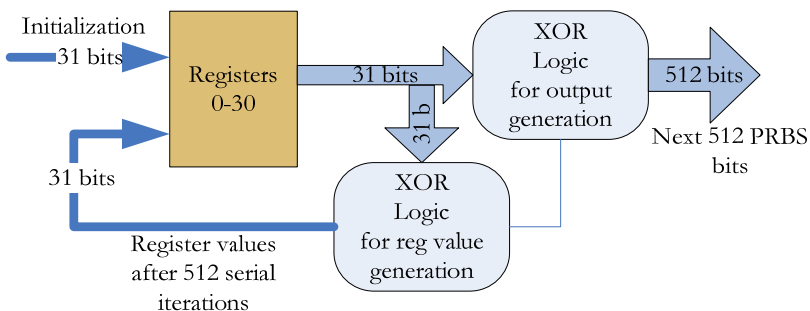 Initialization
31 bits
Registers
0-30
31 bits
31 b
XOR
Logic
for output
generation
512 bits
Next 512 PRBS
bits
31 bits
XOR
Logic
for reg value
generation
Register values
after 512 serial
iterations